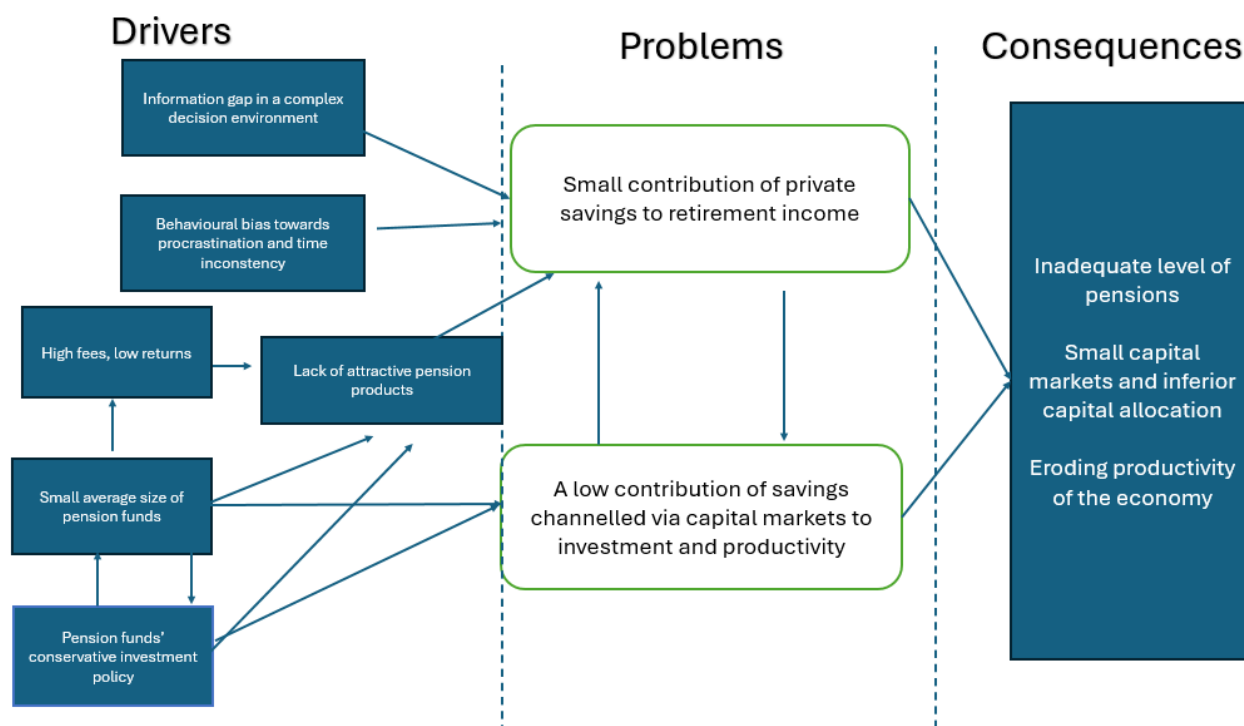 Drivers
Problems
Consequences
Information gap in a complex
decision environment
Behavioural bias towards
procrastination and time
inconstency
High fees, low returns
Lack of attractive pension
products
Small average size of
pension funds
Pension funds’
conservative investment
policy
Small contribution of private
savings to retirement income
A low contribution of savings
channelled via capital markets to
investment and productivity
Inadequate level of
pensions
Small capital
markets and inferior
capital allocation
Eroding productivity
of the economy